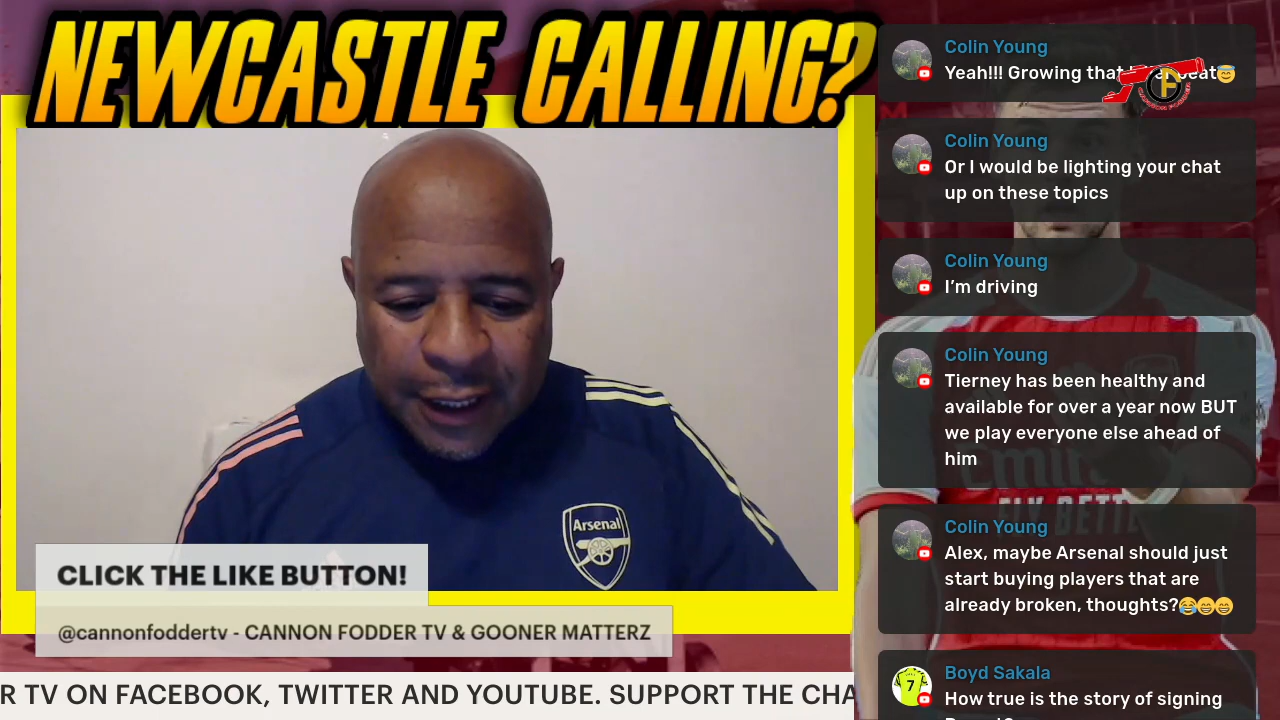 NEWCASTLE CALLING?
Arsenal
CLICK THE LIKE BUTTON!
@cannonfoddertv - CANNON FODDER TV & GOONER MATTERZ
R TV ON FACEBOOK, TWITTER AND YOUTUBE. SUPPORT THE CHA
Colin Young
Yeah!!! Growing that
Colin Young
Or I would be lighting your chat
up on these topics
Colin Young
I’m driving
Colin Young
Tierney has been healthy and
available for over a year now BUT
we play everyone else ahead of
him
Colin Young
Alex, maybe Arsenal should just
start buying players that are
already broken, thoughts?😂😁😁
Boyd Sakala
7
How true is the story of signing